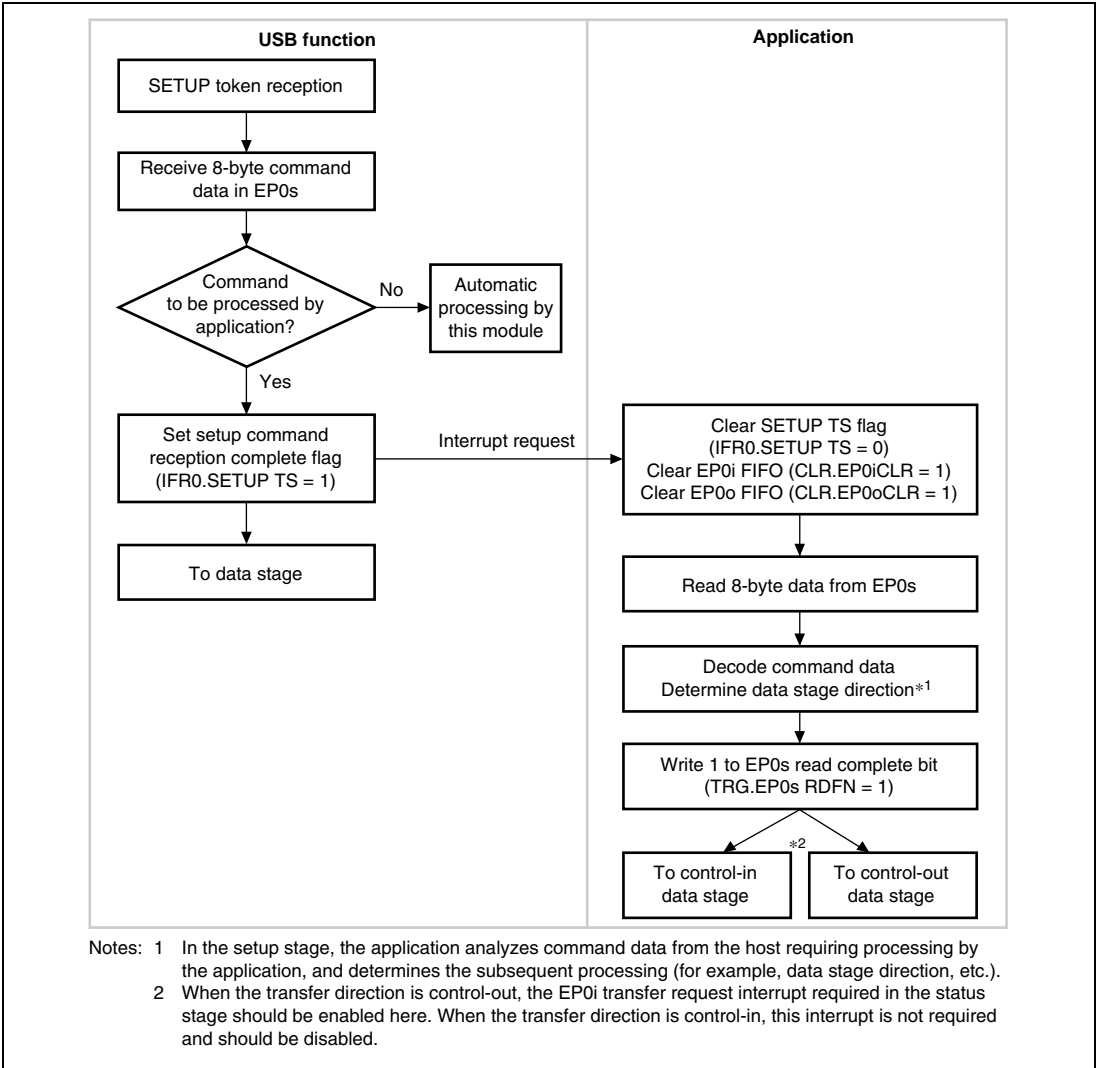 USB function
Application
SETUP token reception
Receive 8-byte command
data in EP0s
Command
to be processed by
application?
No
Automatic
processing by
this module
Yes
Set setup command
reception complete flag
(IFR0.SETUP TS = 1)
Interrupt request
Clear SETUP TS flag
(IFR0.SETUP TS = 0)
Clear EP0i FIFO (CLR.EP0iCLR = 1)
Clear EP0o FIFO (CLR.EP0oCLR = 1)
To data stage
Read 8-byte data from EP0s
Decode command data
Determine data stage direction*1
Write 1 to EP0s read complete bit
(TRG.EP0s RDFN = 1)
*2
To control-in
data stage
To control-out
data stage
Notes: 1 In the setup stage, the application analyzes command data from the host requiring processing by
the application, and determines the subsequent processing (for example, data stage direction, etc.).
2 When the transfer direction is control-out, the EP0i transfer request interrupt required in the status
stage should be enabled here. When the transfer direction is control-in, this interrupt is not required
and should be disabled.